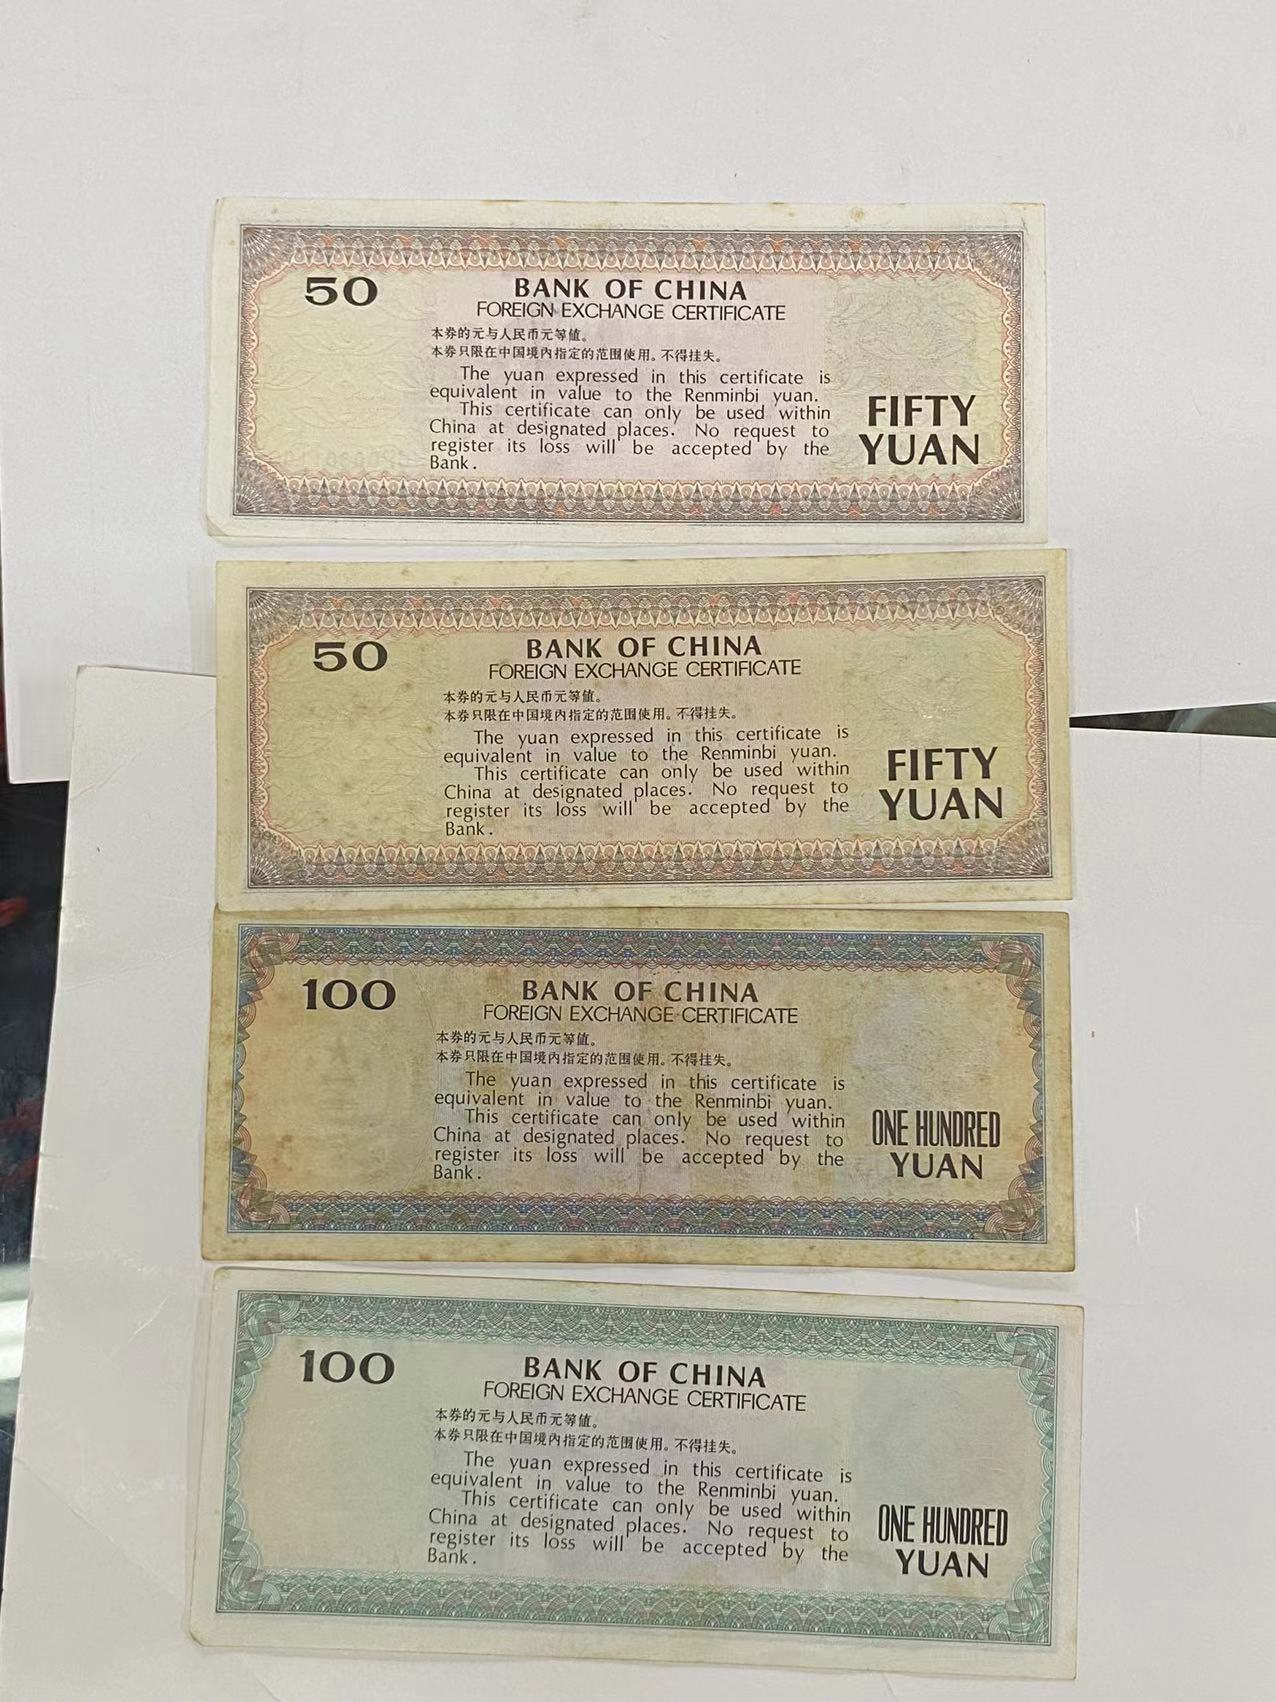 50
BANK OF CHINA
FOREIGN EXCHANGE CERTIFICATE
本券的元与人民币元等値。
本券只限在中国境内指定的范围使用。不得挂失。
The yuan expressed in this certificate is
equivalent in value to the Renminbi yuan.
This certificate can only be used within
China at designated places. No request to
register its loss will be accepted by the
Bank.
FIFTY
YUAN
50
BANK OF CHINA
FOREIGN EXCHANGE CERTIFICATE
本券的元与人民币元等値。
本券只限在中国境内指定的范围使用。不得挂失。
The yuan expressed in this certificate is
equivalent in value to the Renminbi yuan.
This certificate can only be used within
China at designated places. No request to
register its loss will be accepted by the
Bank.
FIFTY
YUAN
100
BANK OF CHINA
FOREIGN EXCHANGE CERTIFICATE
本券的元与人民币元等値。
本券只限在中国境内指定的范围使用。不得挂失。
The yuan expressed in this certificate is
equivalent in value to the Renminbi yuan.
This certificate can only be used within
China at designated places. No request to
register its loss will be accepted by the
Bank.
ONE HUNDRED
YUAN
100
BANK OF CHINA
FOREIGN EXCHANGE CERTIFICATE
本券的元与人民币元等値。
本券只限在中国境内指定的范围使用。不得挂失。
The yuan expressed in this certificate is
equivalent in value to the Renminbi yuan.
This certificate can only be used within
China at designated places. No request to
register its loss will be accepted by the
Bank.
ONE HUNDRED
YUAN